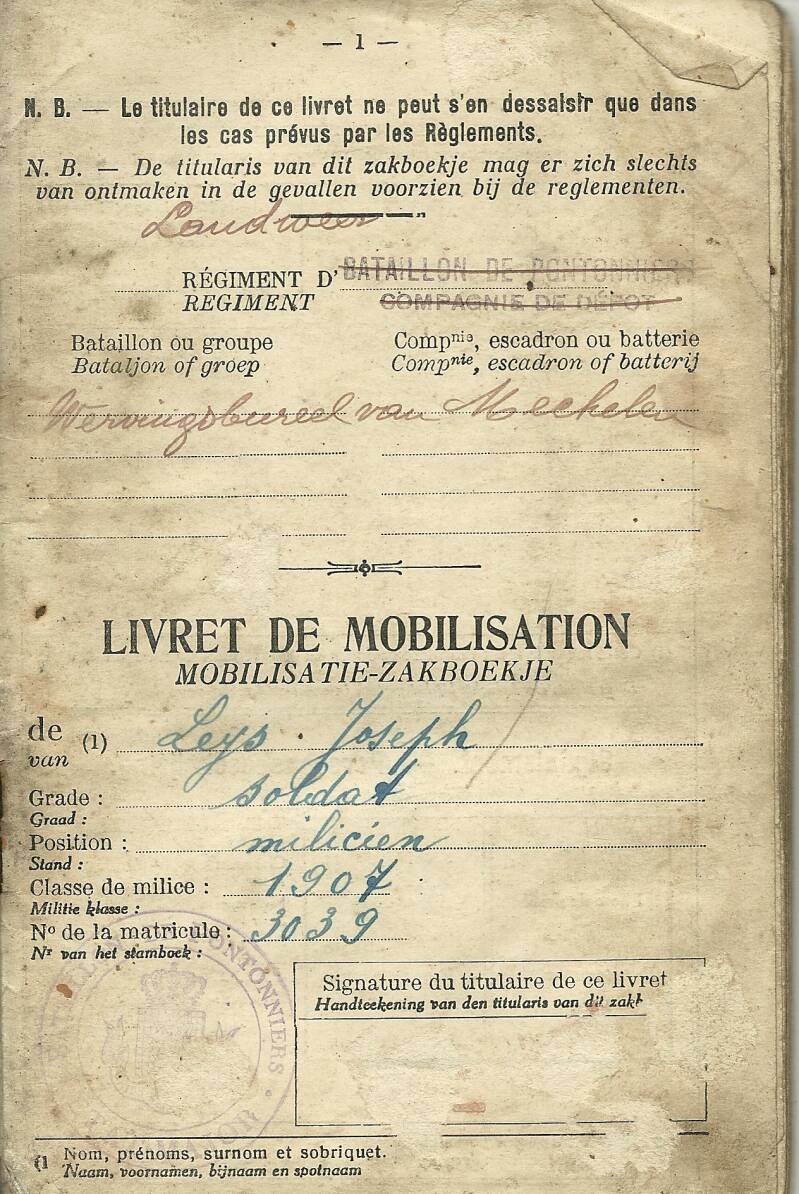 — 1 —
N. B. — Le titulaire de ce livret ne peut s'en dessaisir que dans
les cas prévus par les Règlements.
N. B. — De titularis van dit zakboekje mag er zich slechts
van ontmaken in de gevallen voorzien bij de reglementen.
Landweer
RÉGIMENT D' BATAILLON DE PONTONNIERS
REGIMENT COMPAGNIE DE DÉPOT
Bataillon ou groupe Compnie, escadron ou batterie
Bataljon of groep Compnie, escadron of batterij
Wervingsbureel van Mechelen
LIVRET DE MOBILISATION
MOBILISATIE-ZAKBOEKJE
de (1) Leys . Joseph
van
Grade : soldat
Graad :
Position : milicien
Stand :
Classe de milice : 1907
Militie klasse :
No de la matricule : 3039
Nr van het stamboek :
PONTONNIERS
Signature du titulaire de ce livret
Handteekening van den titularis van dit zakb
(1 Nom, prénoms, surnom et sobriquet.
Naam, voornamen, bijnaam en spotnaam